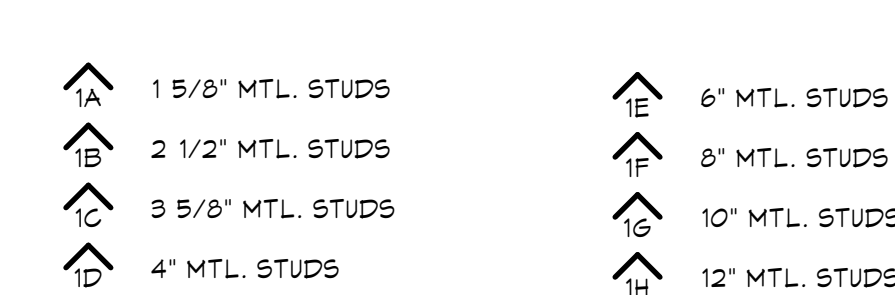 1A 1 5/8" MTL. STUDS
1B 2 1/2" MTL. STUDS
1C 3 5/8" MTL. STUDS
1D 4" MTL. STUDS
1E 6" MTL. STUDS
1F 8" MTL. STUDS
1G 10" MTL. STUDS
1H 12" MTL. STUDS